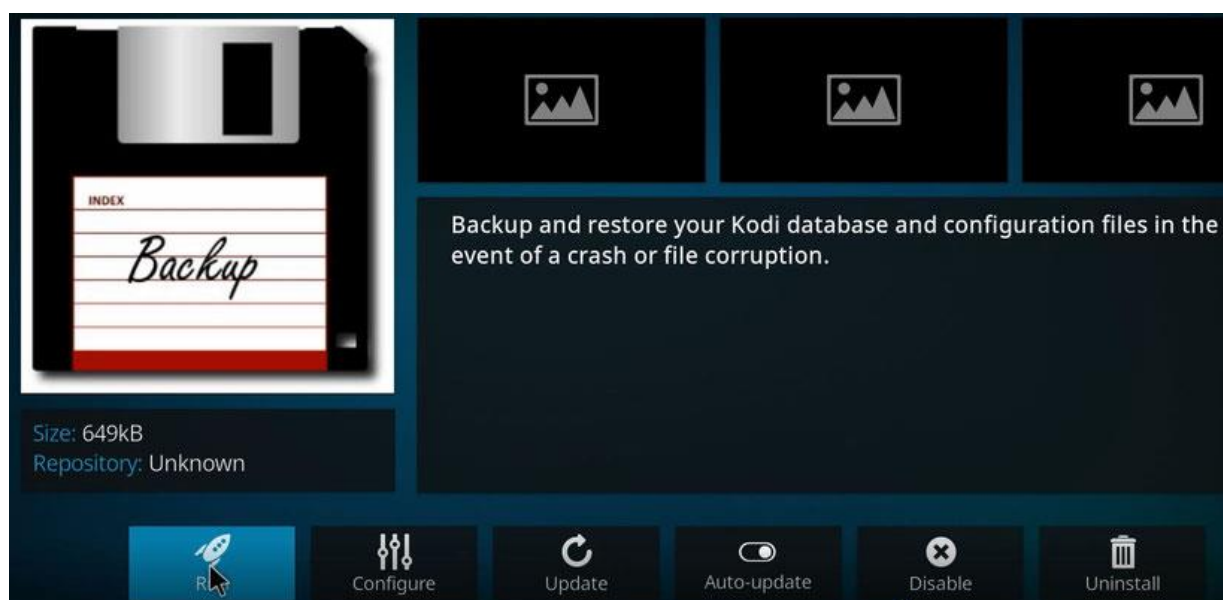 INDEX
Backup
Backup and restore your Kodi database and configuration files in the
event of a crash or file corruption.
Size: 649kB
Repository: Unknown
Configure
Update
Auto-update
Disable
Uninstall